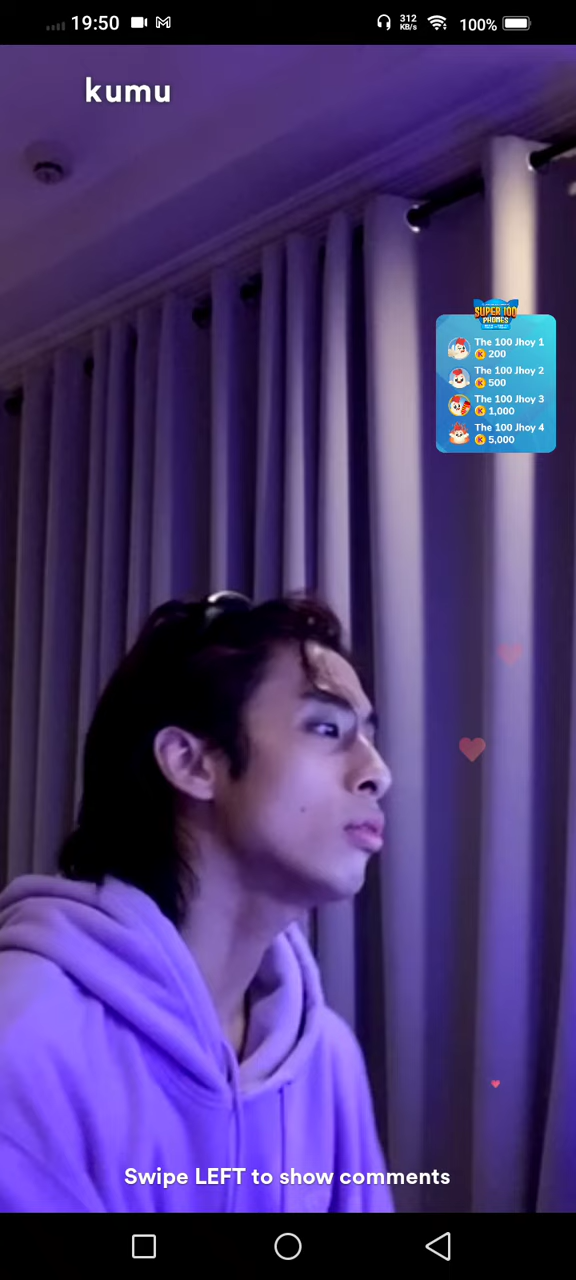 19:50
312
KB/s
100%
kumu
SUPER 100
PHONES
The 100 Jhoy 1
K 200
The 100 Jhoy 2
K 500
The 100 Jhoy 3
K 1,000
The 100 Jhoy 4
K 5,000
Swipe LEFT to show comments